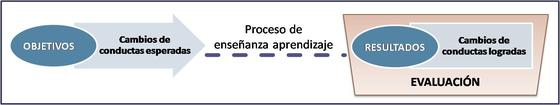 OBJETIVOS
Cambios de
conductas esperadas
Proceso de
enseñanza aprendizaje
RESULTADOS
Cambios de
conductas logradas
EVALUACIÓN